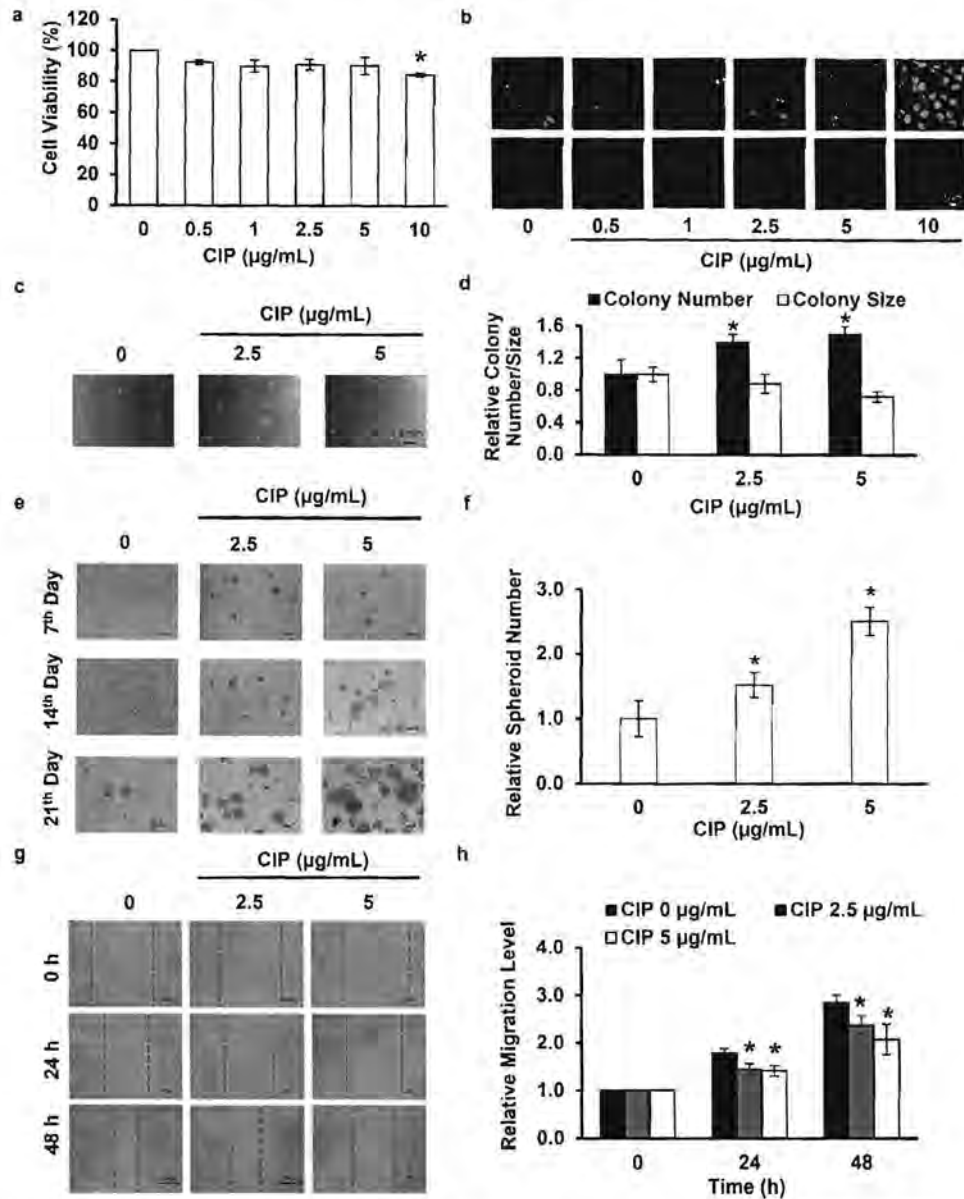 a
Cell Viability (%)
120
100
80
60
40
20
0
*
0 0.5 1 2.5 5 10
CIP (µg/mL)
b
0 0.5 1 2.5 5 10
CIP (µg/mL)
c
CIP (µg/mL)
0 2.5 5
d
Colony Number Colony Size
Relative Colony
Number/Size
1.6
1.2
0.8
0.4
0.0
* *
0 2.5 5
CIP (µg/mL)
e
CIP (µg/mL)
0 2.5 5
7th Day
14th Day
21th Day
f
Relative Spheroid Number
3.0
2.0
1.0
0.0
* *
0 2.5 5
CIP (µg/mL)
g
CIP (µg/mL)
0 2.5 5
0 h
24 h
48 h
h
CIP 0 µg/mL CIP 2.5 µg/mL
CIP 5 µg/mL
Relative Migration Level
4.0
3.0
2.0
1.0
0.0
* * * *
0 24 48
Time (h)